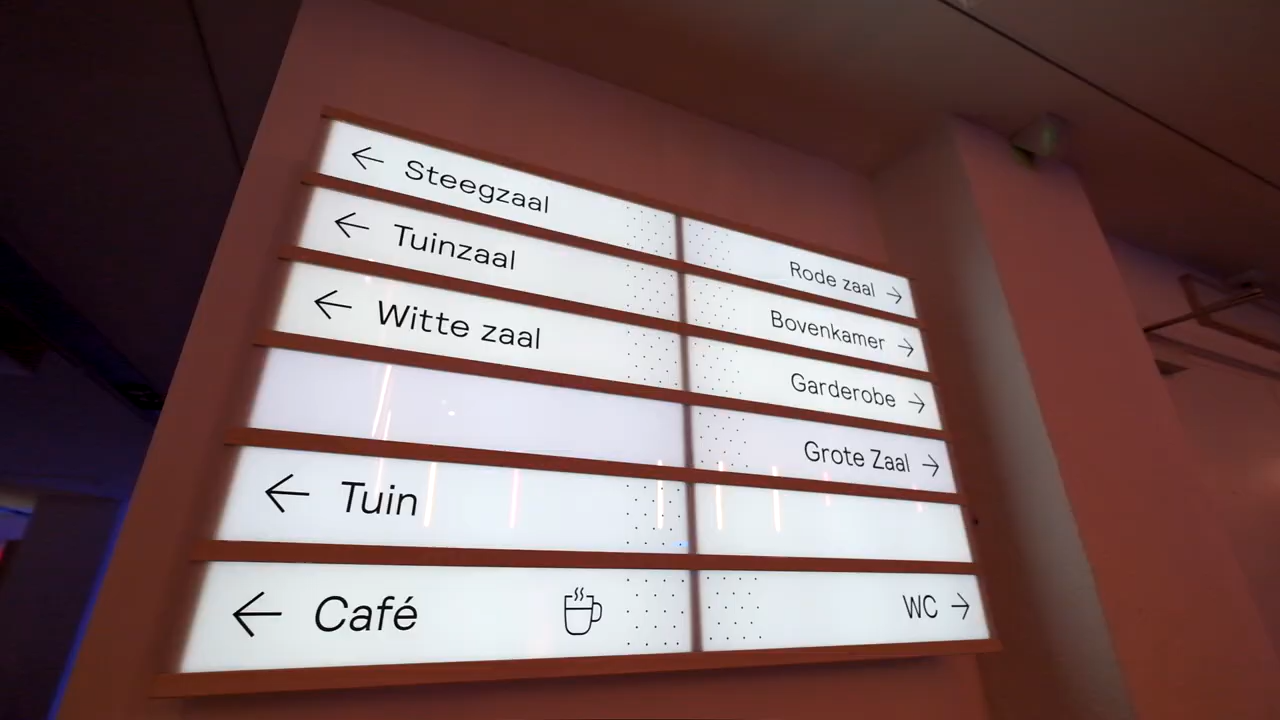 ← Steegzaal
← Tuinzaal
← Witte zaal
← Tuin
← Café
Rode zaal →
Bovenkamer →
Garderobe →
Grote Zaal →
WC →